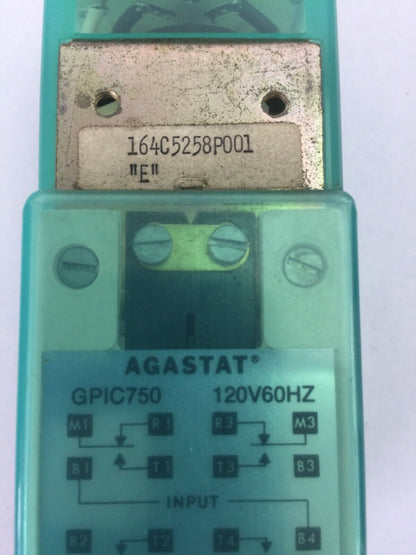 164C5258P001
"E"
AGASTAT®
GPIC750 120V60HZ
M1 R1 R3 M3
B1 T1 T3 B3
INPUT
B2 T2 T4 B4